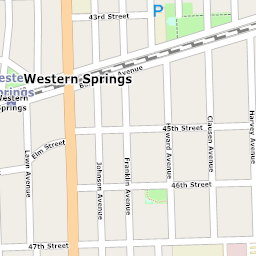 43rd Street
P
Avenue
Western Springs
Western
Springs
45th Street
Elm Street
Lawn Avenue
Johnson Avenue
Franklin Avenue
Howard Avenue
Clausen Avenue
Harvey Avenue
46th Street
47th Street